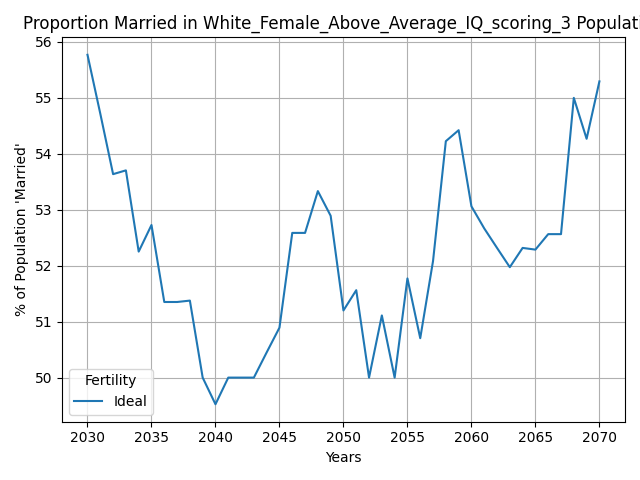 Proportion Married in White_Female_Above_Average_IQ_scoring_3 Populati
56
55
54
53
52
51
50
% of Population 'Married'
Fertility
Ideal
2030 2035 2040 2045 2050 2055 2060 2065 2070
Years